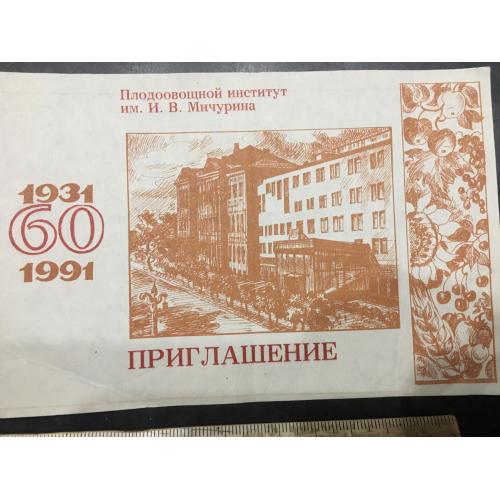 Плодоовощной институт
им. И. В. Мичурина
1931
60
1991
ПРИГЛАШЕНИЕ